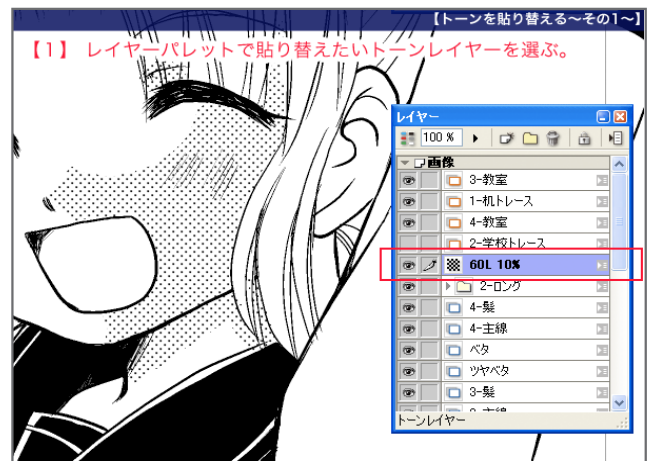 【トーンを貼り替える〜その1〜】
【1】 レイヤーパレットで貼り替えたいトーンレイヤーを選ぶ。
レイヤー
100 %
画像
3-教室
1-机トレース
4-教室
2-学校トレース
60L 10%
2-ロング
4-髪
4-主線
ベタ
ツヤベタ
3-髪
トーンレイヤー